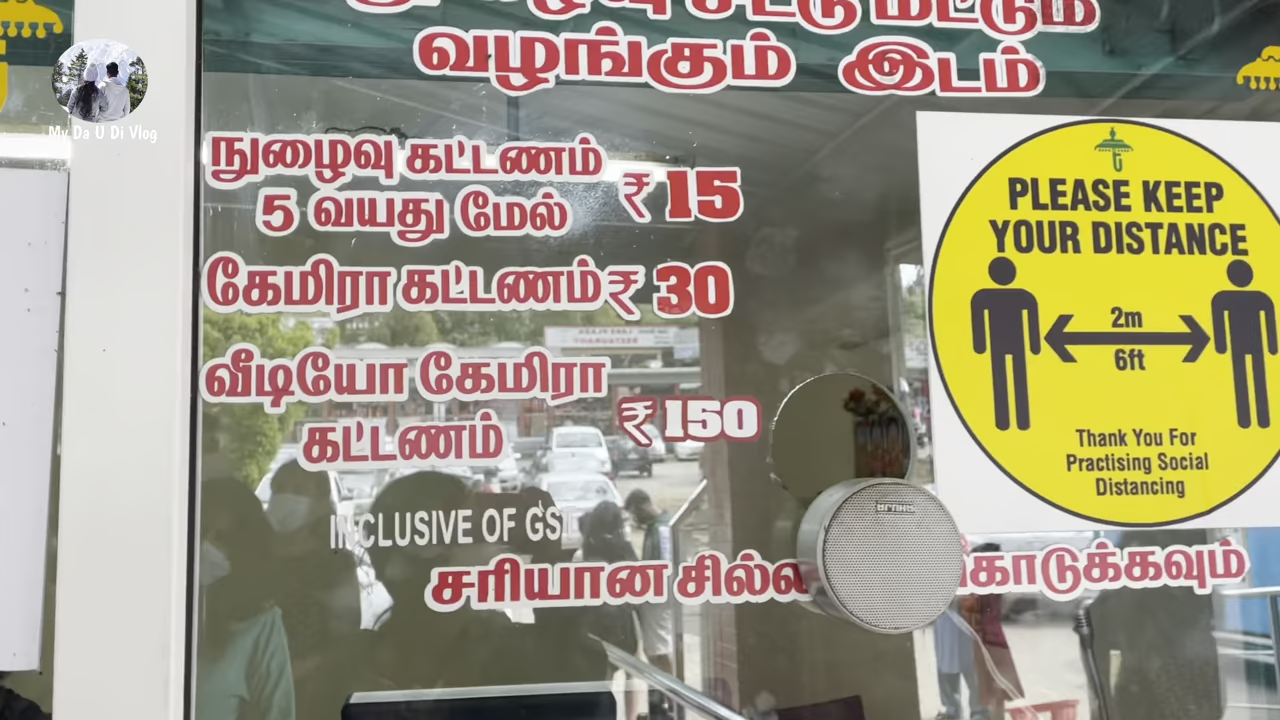 நுழைவு சீட்டு மட்டும்
வழங்கும் இடம்
My Da U Di Vlog
நுழைவு கட்டணம்
5 வயது மேல் ₹ 15
கேமிரா கட்டணம் ₹ 30
வீடியோ கேமிரா
கட்டணம் ₹ 150
INCLUSIVE OF GST
சரியான
PLEASE KEEP
YOUR DISTANCE
2m
6ft
Thank You For
Practising Social
Distancing